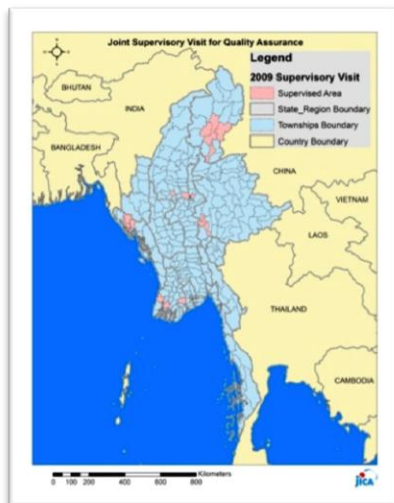 Joint Supervisory Visit for Quality Assurance
Legend
2009 Supervisory Visit
Supervised Area
State_Region Boundary
Townships Boundary
Country Boundary
BHUTAN
INDIA
BANGLADESH
CHINA
VIETNAM
LAOS
THAILAND
CAMBODIA
Kilometers
0 100 200 400 600 800
JICA